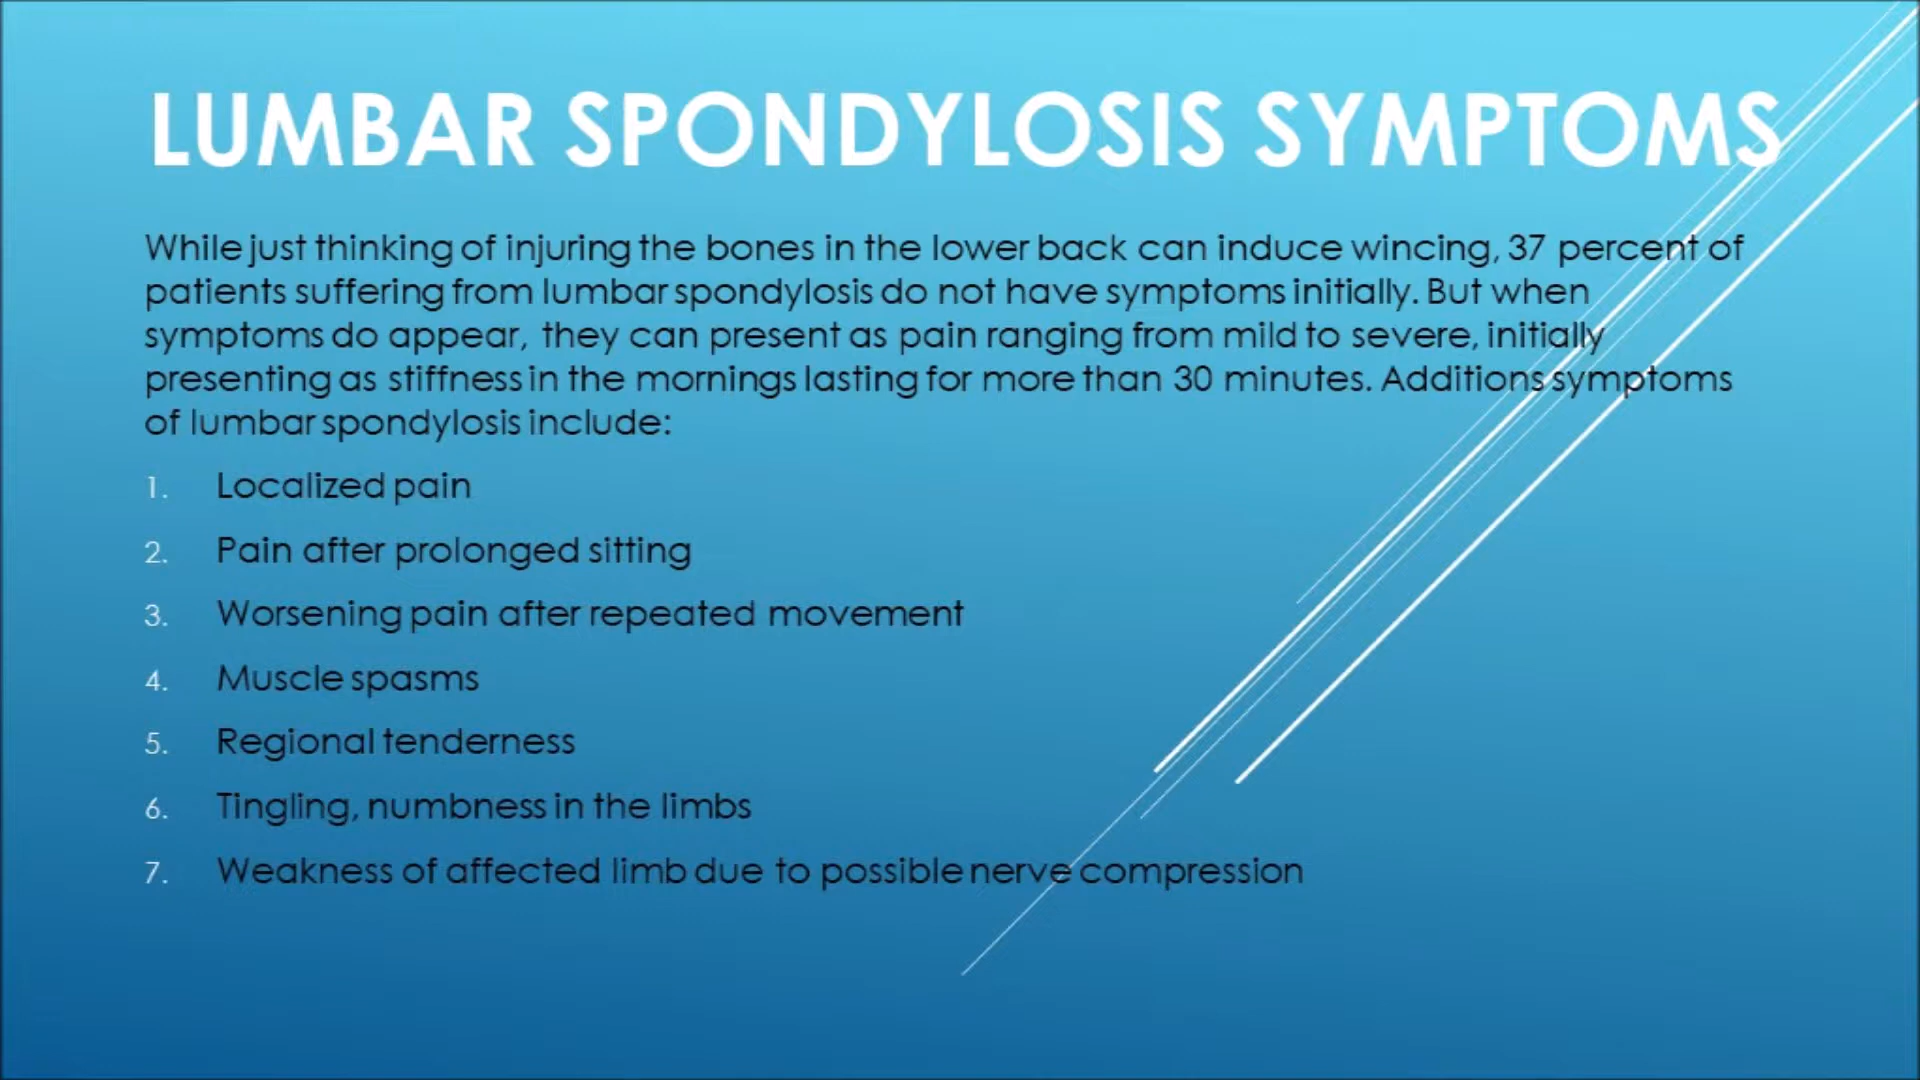 LUMBAR SPONDYLOSIS SYMPTOMS
While just thinking of injuring the bones in the lower back can induce wincing, 37 percent of
patients suffering from lumbar spondylosis do not have symptoms initially. But when
symptoms do appear, they can present as pain ranging from mild to severe, initially
presenting as stiffness in the mornings lasting for more than 30 minutes. Additions symptoms
of lumbar spondylosis include:
1. Localized pain
2. Pain after prolonged sitting
3. Worsening pain after repeated movement
4. Muscle spasms
5. Regional tenderness
6. Tingling, numbness in the limbs
7. Weakness of affected limb due to possible nerve compression